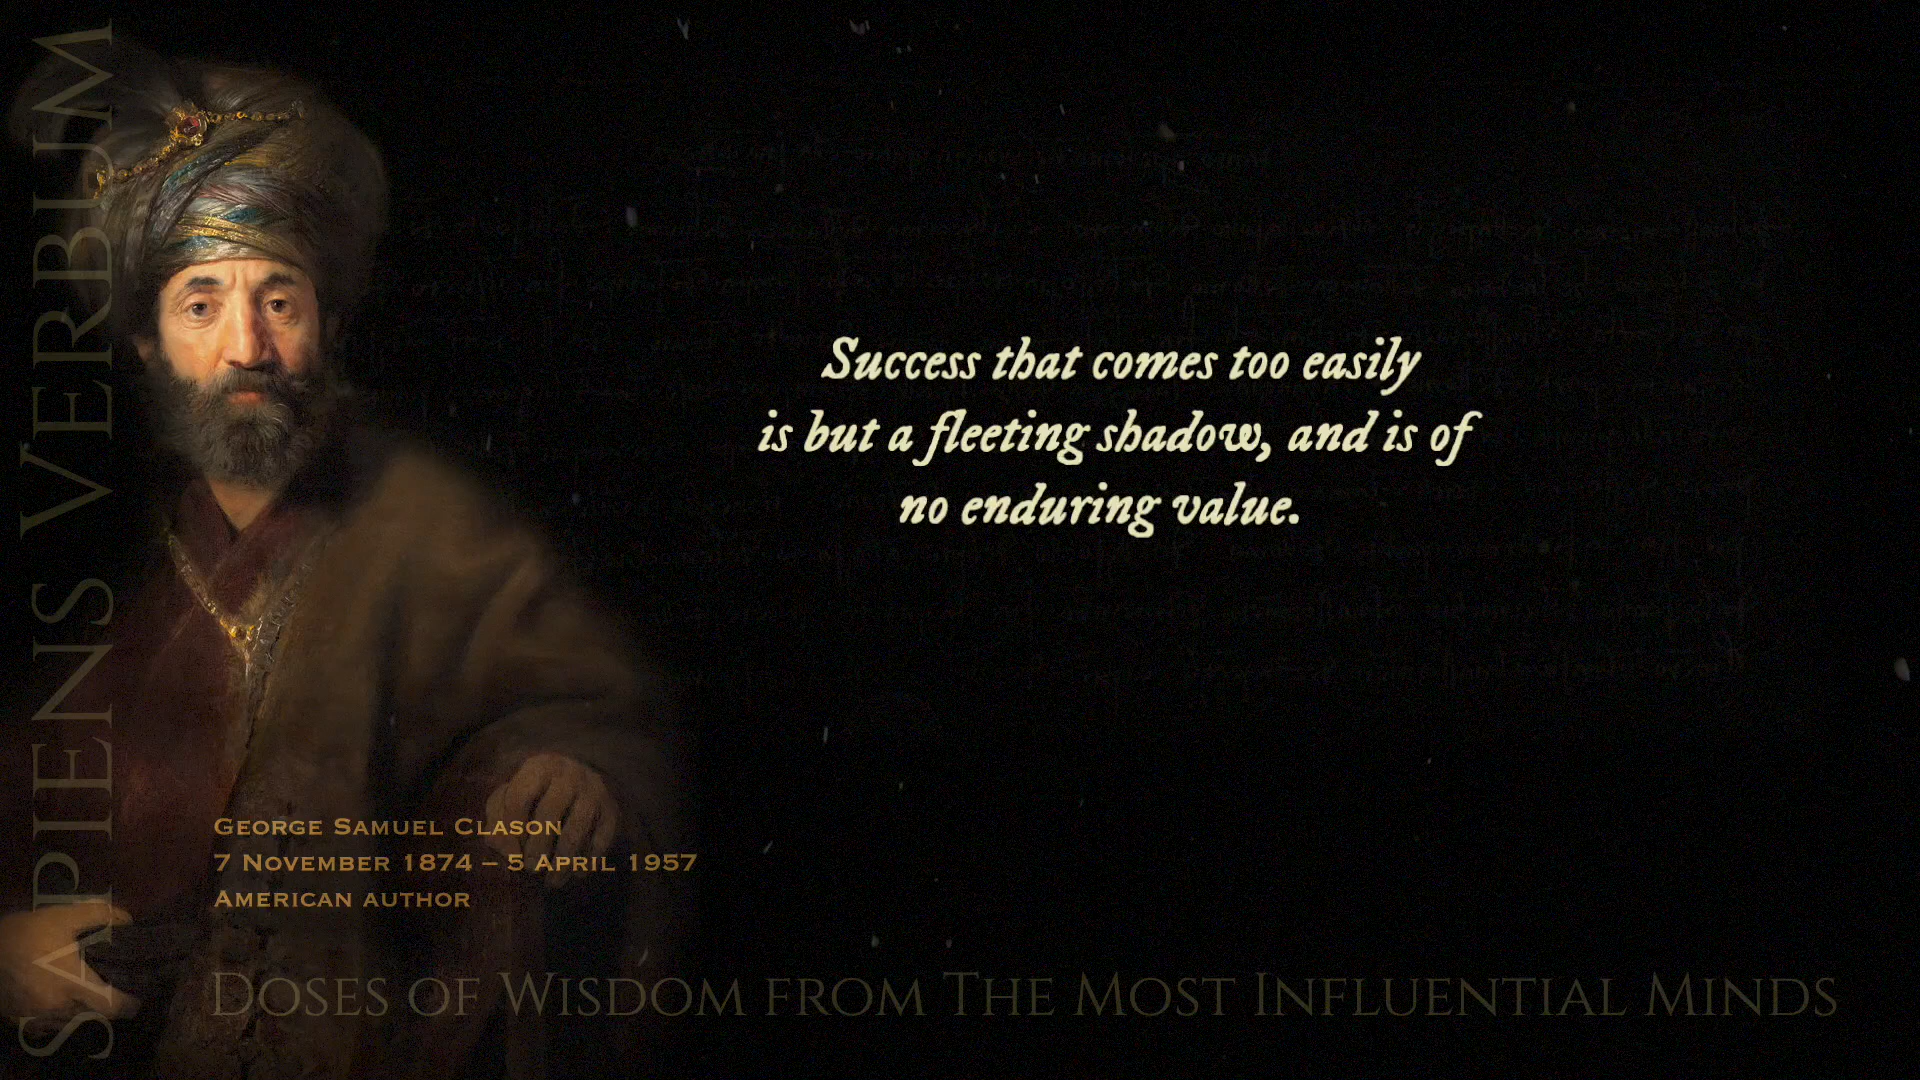 SAPIENS VERBUM
Success that comes too easily
is but a fleeting shadow, and is of
no enduring value.
GEORGE SAMUEL CLASON
7 NOVEMBER 1874 – 5 APRIL 1957
AMERICAN AUTHOR
DOSES OF WISDOM FROM THE MOST INFLUENTIAL MINDS